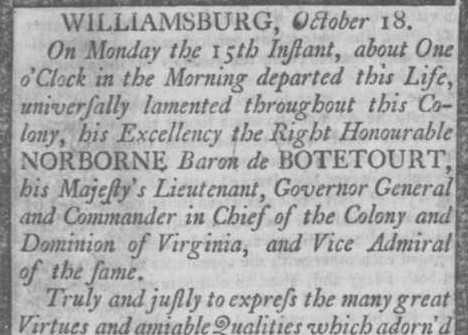 WILLIAMSBURG, October 18.
On Monday the 15th Inſtant, about One
o'Clock in the Morning departed this Life,
univerſally lamented throughout this Co-
lony, his Excellency the Right Honourable
NORBORNE Baron de BOTETOURT,
his Majeſty's Lieutenant, Governor General
and Commander in Chief of the Colony and
Dominion of Virginia, and Vice Admiral
of the ſame.
Truly and juſtly to expreſs the many great
Virtues and amiable Qualities which adorn'd